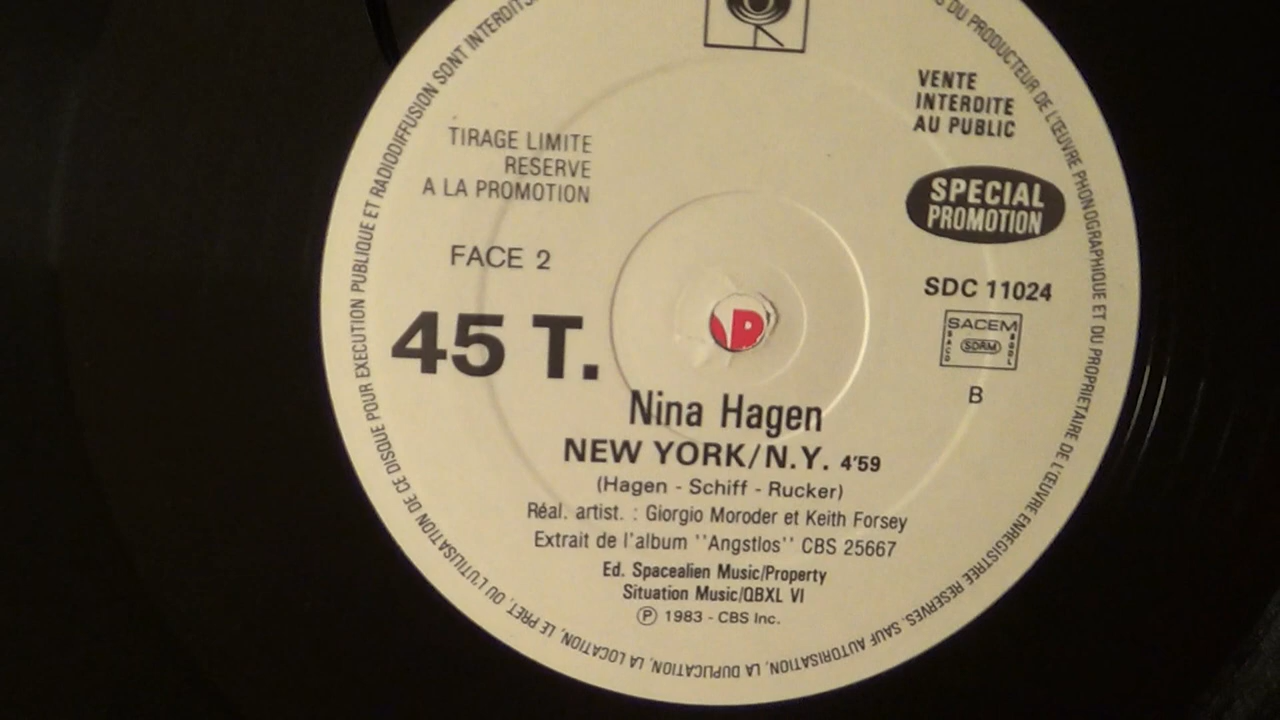 TIRAGE LIMITE
RESERVE
A LA PROMOTION
VENTE
INTERDITE
AU PUBLIC
SPECIAL
PROMOTION
FACE 2
45 T.
SDC 11024
SACEM
SACD
SDRM
SGDL
B
Nina Hagen
NEW YORK/N.Y. 4'59
(Hagen - Schiff - Rucker)
Réal. artist. : Giorgio Moroder et Keith Forsey
Extrait de l'album ''Angstlos'' CBS 25667
Ed. Spacealien Music/Property
Situation Music/QBXL VI
Ⓟ 1983 - CBS Inc.
DU PRODUCTEUR DE L'ŒUVRE PHONOGRAPHIQUE ET DU PROPRIETAIRE DE L'ŒUVRE ENREGISTREE RESERVES. SAUF AUTORISATION, LA DUPLICATION, LA LOCATION, LE PRET, OU L'UTILISATION DE CE DISQUE POUR EXECUTION PUBLIQUE ET RADIODIFFUSION SONT INTERDITS